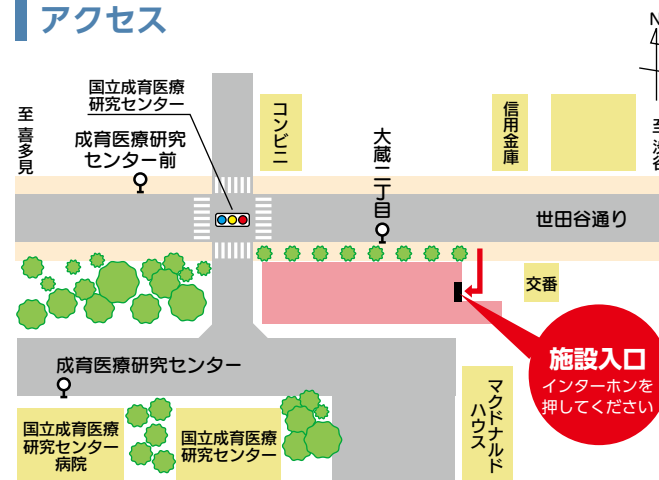 アクセス
N
国立成育医療
研究センター
至 喜多見
成育医療研究
センター前
コンビニ
大蔵二丁目
信用金庫
至 渋谷
世田谷通り
交番
施設入口
インターホンを
押してください
成育医療研究センター
マクドナルド
ハウス
国立成育医療
研究センター
病院
国立成育医療
研究センター